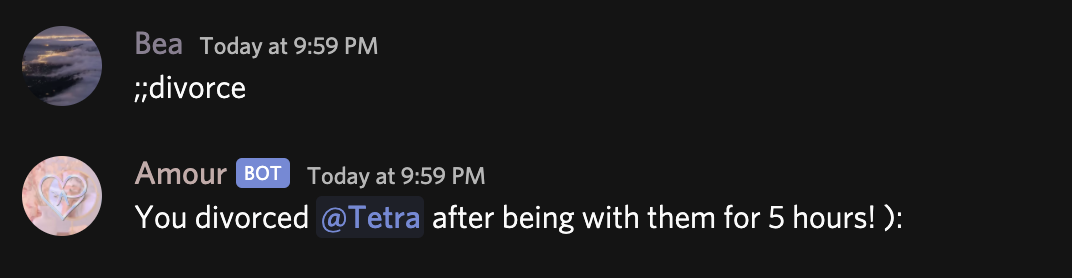 Bea Today at 9:59 PM
;;divorce
Amour BOT Today at 9:59 PM
You divorced @Tetra after being with them for 5 hours! ):